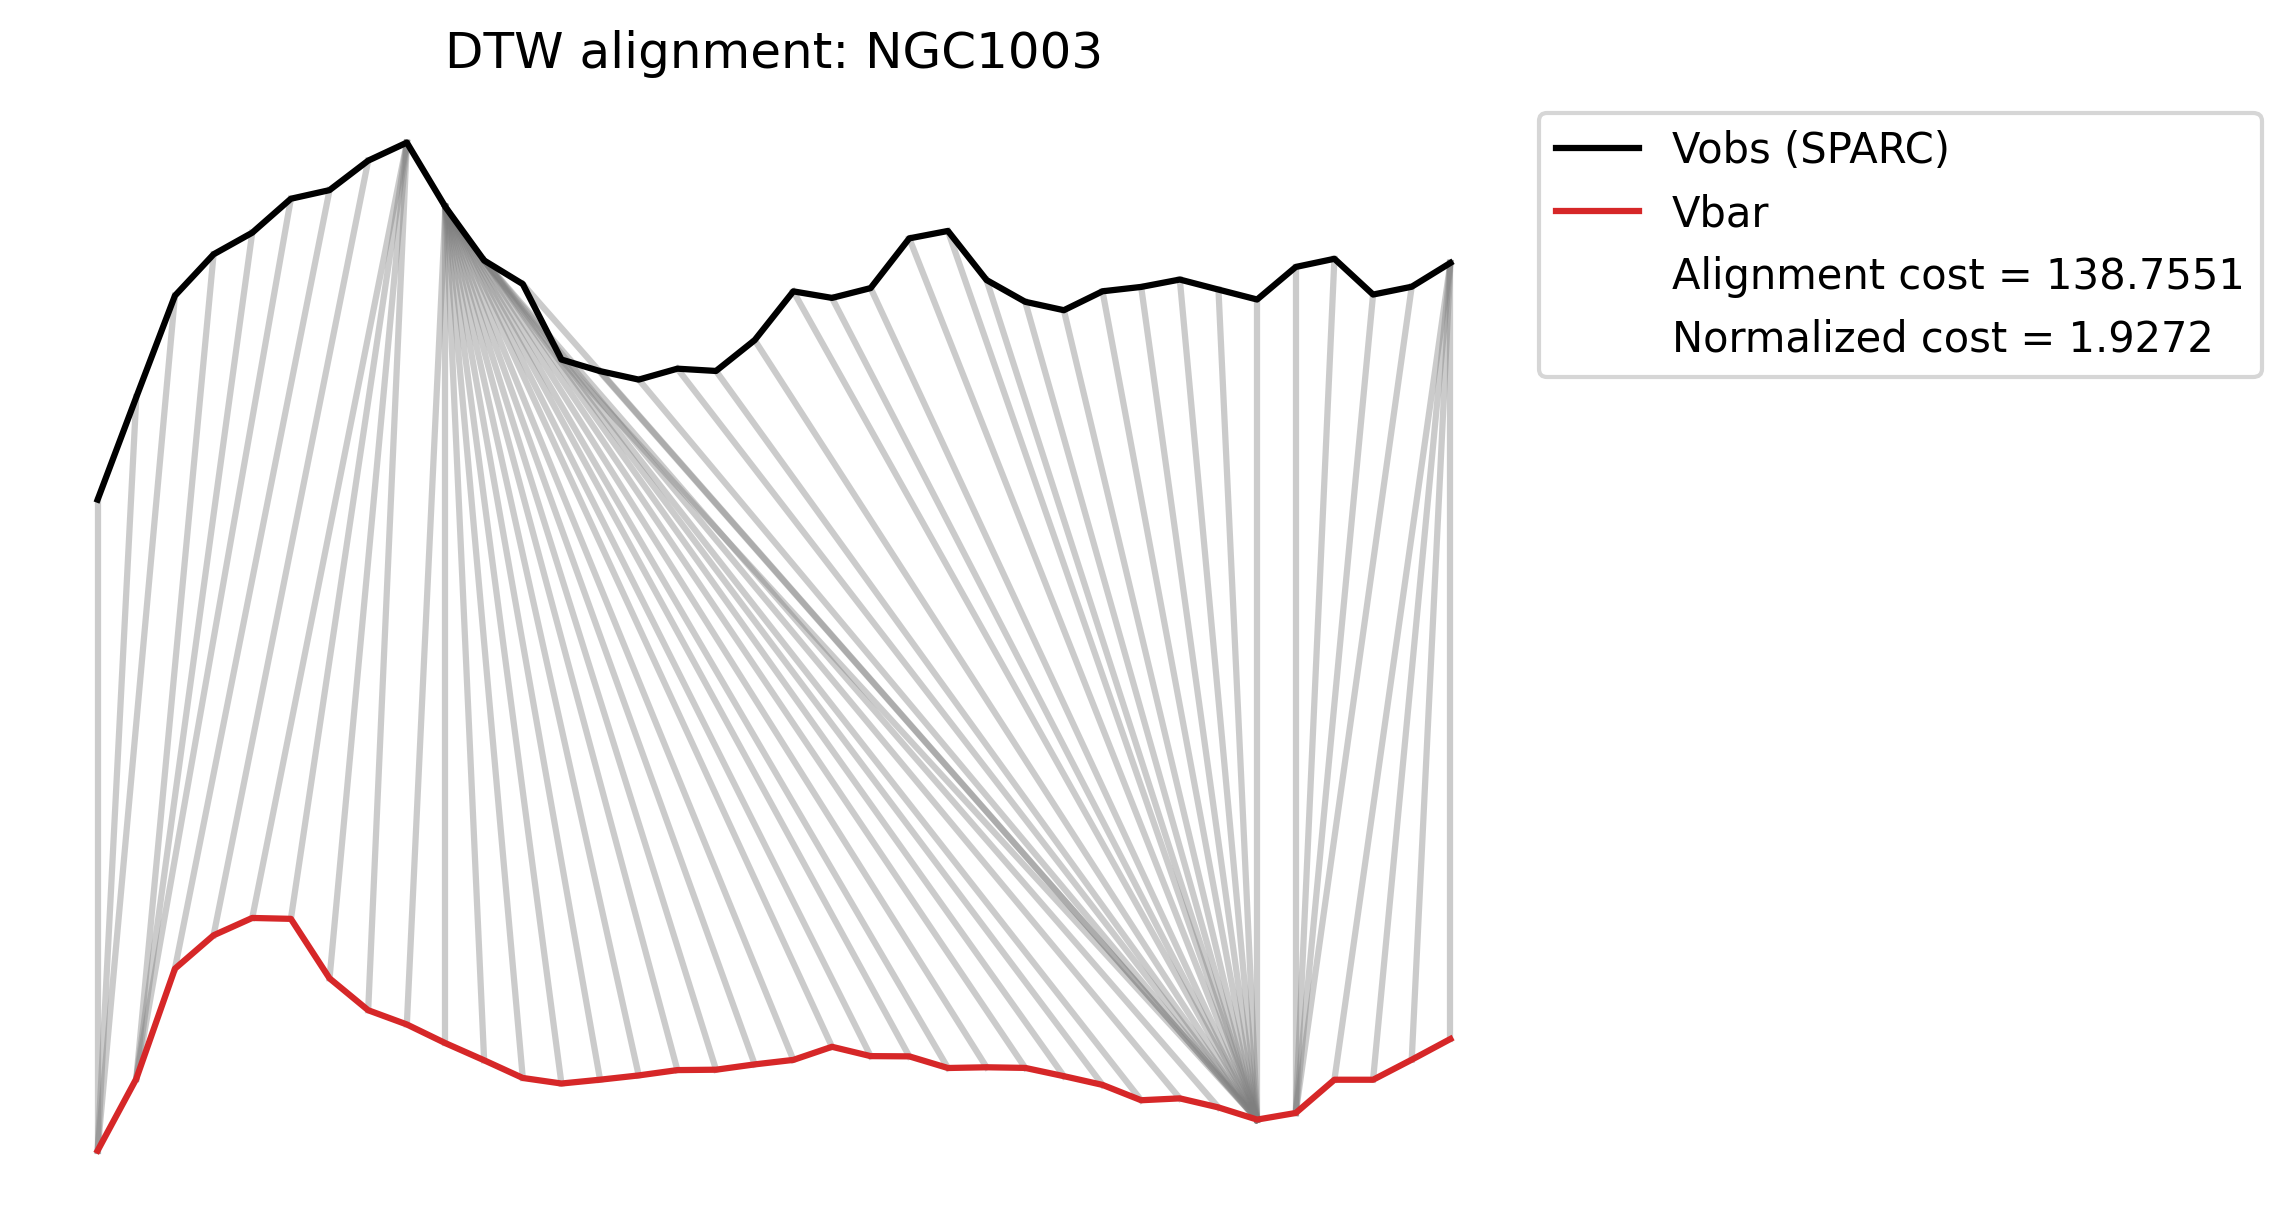 DTW alignment: NGC1003
Vobs (SPARC)
Vbar
Alignment cost = 138.7551
Normalized cost = 1.9272